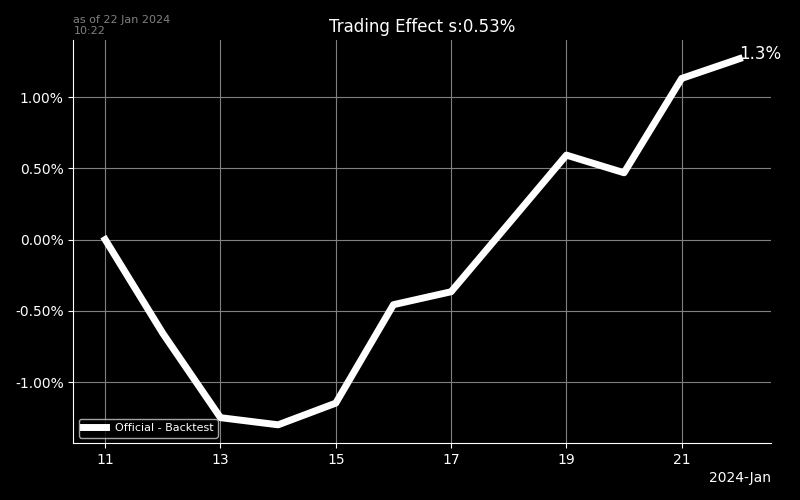 as of 22 Jan 2024
10:22
Trading Effect s:0.53%
1.3%
1.00%
0.50%
0.00%
-0.50%
-1.00%
Official - Backtest
11 13 15 17 19 21
2024-Jan